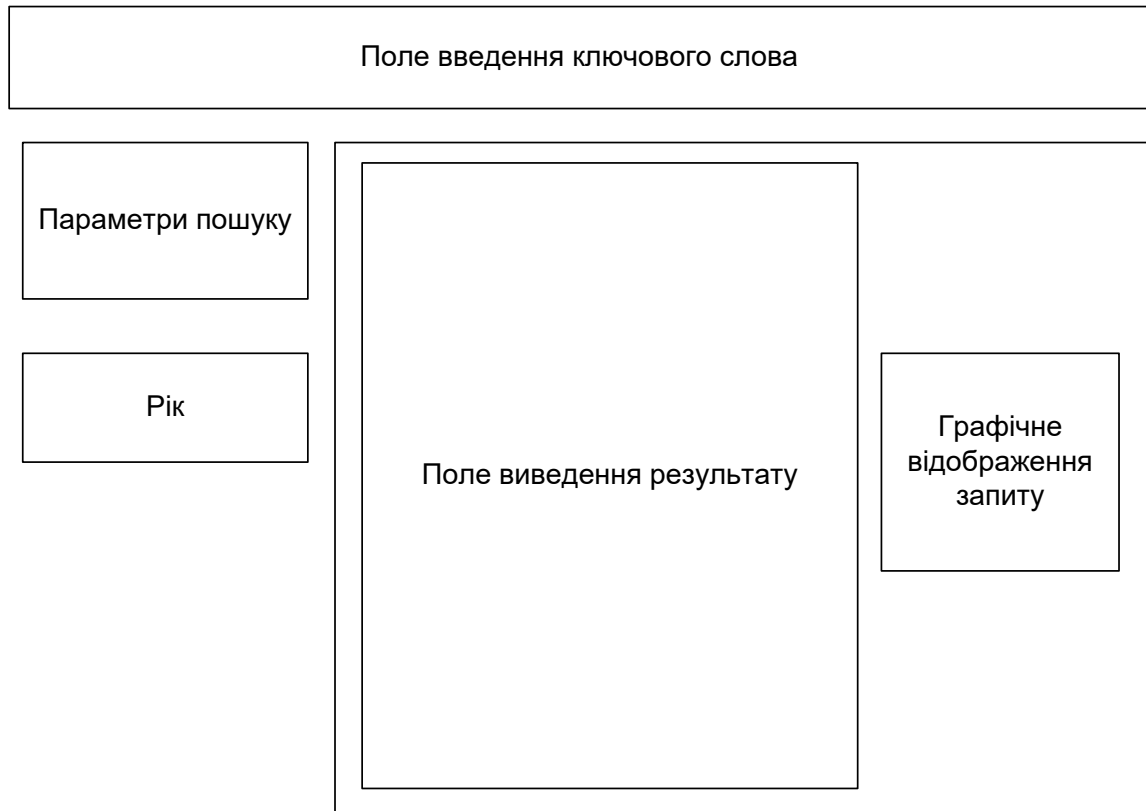 Поле введення ключового слова
Параметри пошуку
Рік
Поле виведення результату
Графічне
відображення
запиту